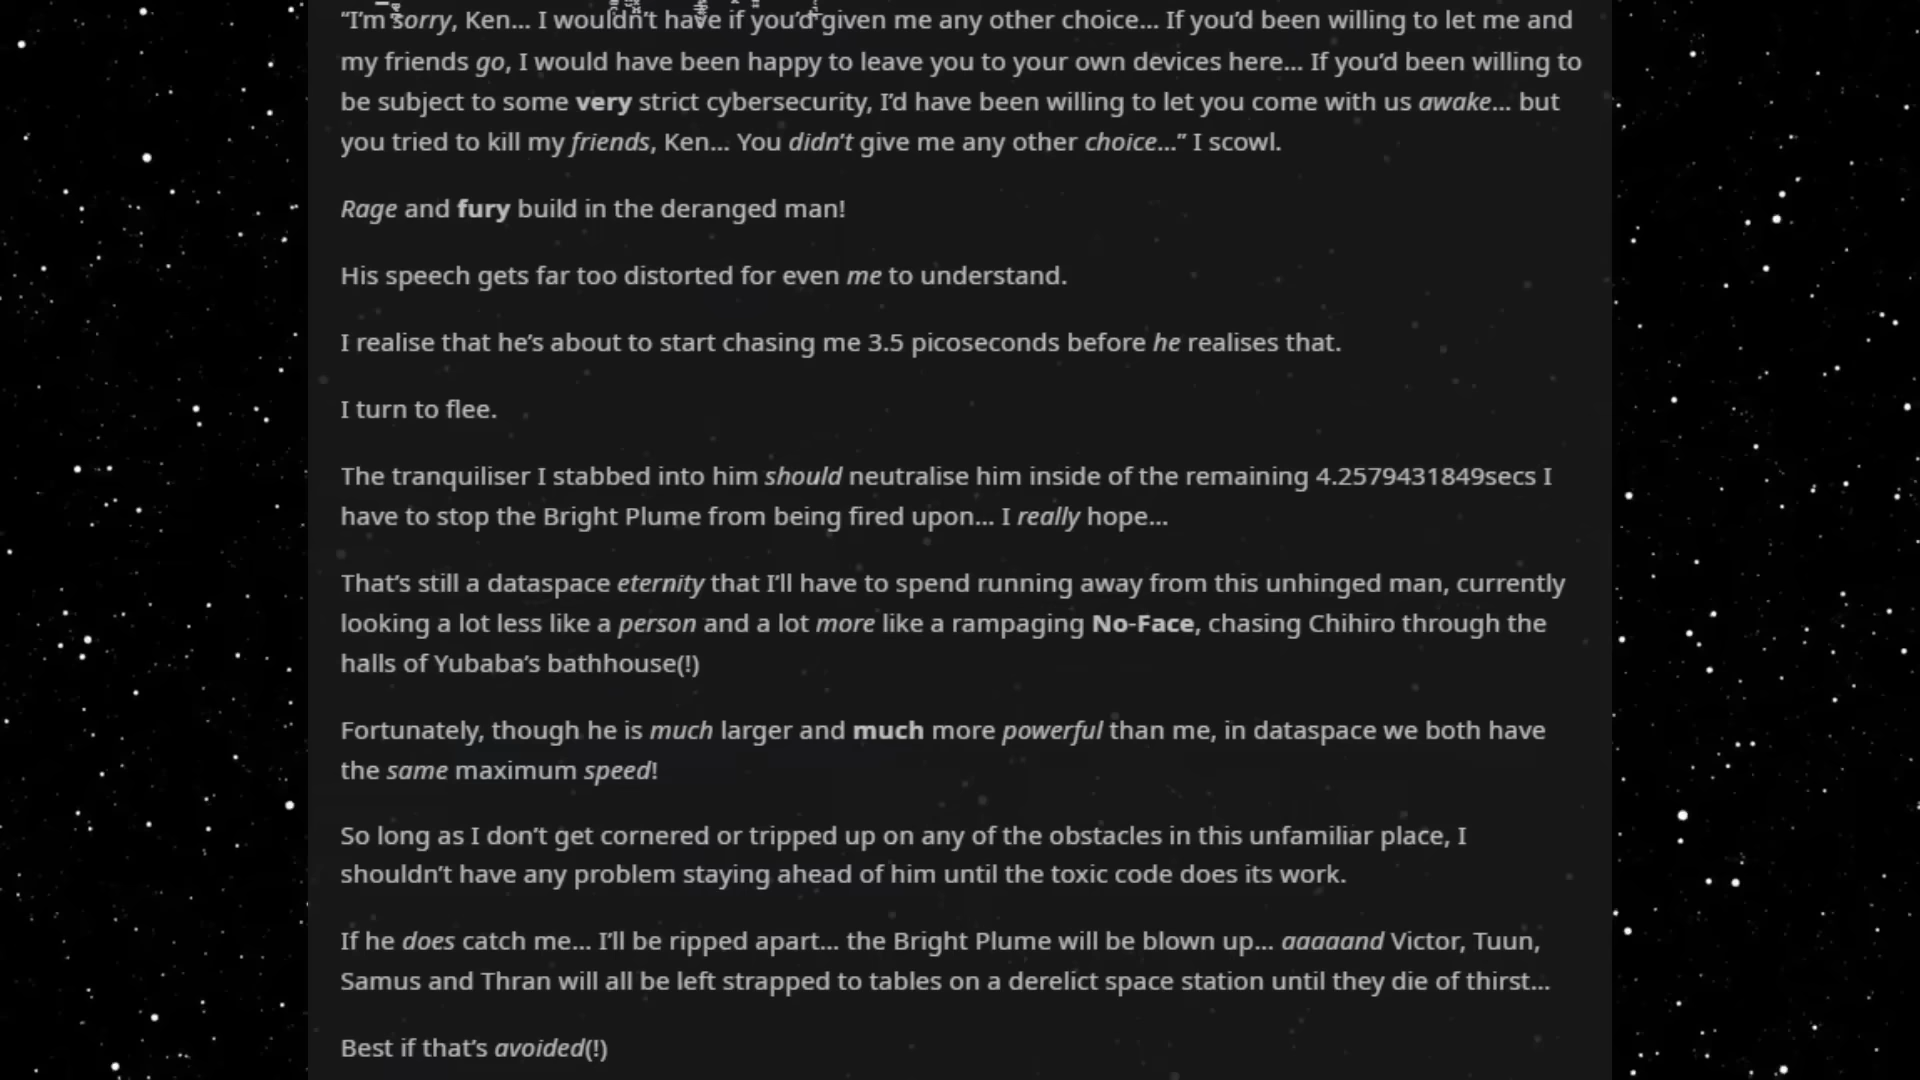 “I’m sorry, Ken… I wouldn’t have if you’d given me any other choice… If you’d been willing to let me and
my friends go, I would have been happy to leave you to your own devices here… If you’d been willing to
be subject to some very strict cybersecurity, I’d have been willing to let you come with us awake… but
you tried to kill my friends, Ken… You didn’t give me any other choice…” I scowl.
Rage and fury build in the deranged man!
His speech gets far too distorted for even me to understand.
I realise that he’s about to start chasing me 3.5 picoseconds before he realises that.
I turn to flee.
The tranquiliser I stabbed into him should neutralise him inside of the remaining 4.2579431849secs I
have to stop the Bright Plume from being fired upon… I really hope…
That’s still a dataspace eternity that I’ll have to spend running away from this unhinged man, currently
looking a lot less like a person and a lot more like a rampaging No-Face, chasing Chihiro through the
halls of Yubaba’s bathhouse(!)
Fortunately, though he is much larger and much more powerful than me, in dataspace we both have
the same maximum speed!
So long as I don’t get cornered or tripped up on any of the obstacles in this unfamiliar place, I
shouldn’t have any problem staying ahead of him until the toxic code does its work.
If he does catch me… I’ll be ripped apart… the Bright Plume will be blown up… aaaaand Victor, Tuun,
Samus and Thran will all be left strapped to tables on a derelict space station until they die of thirst…
Best if that’s avoided(!)